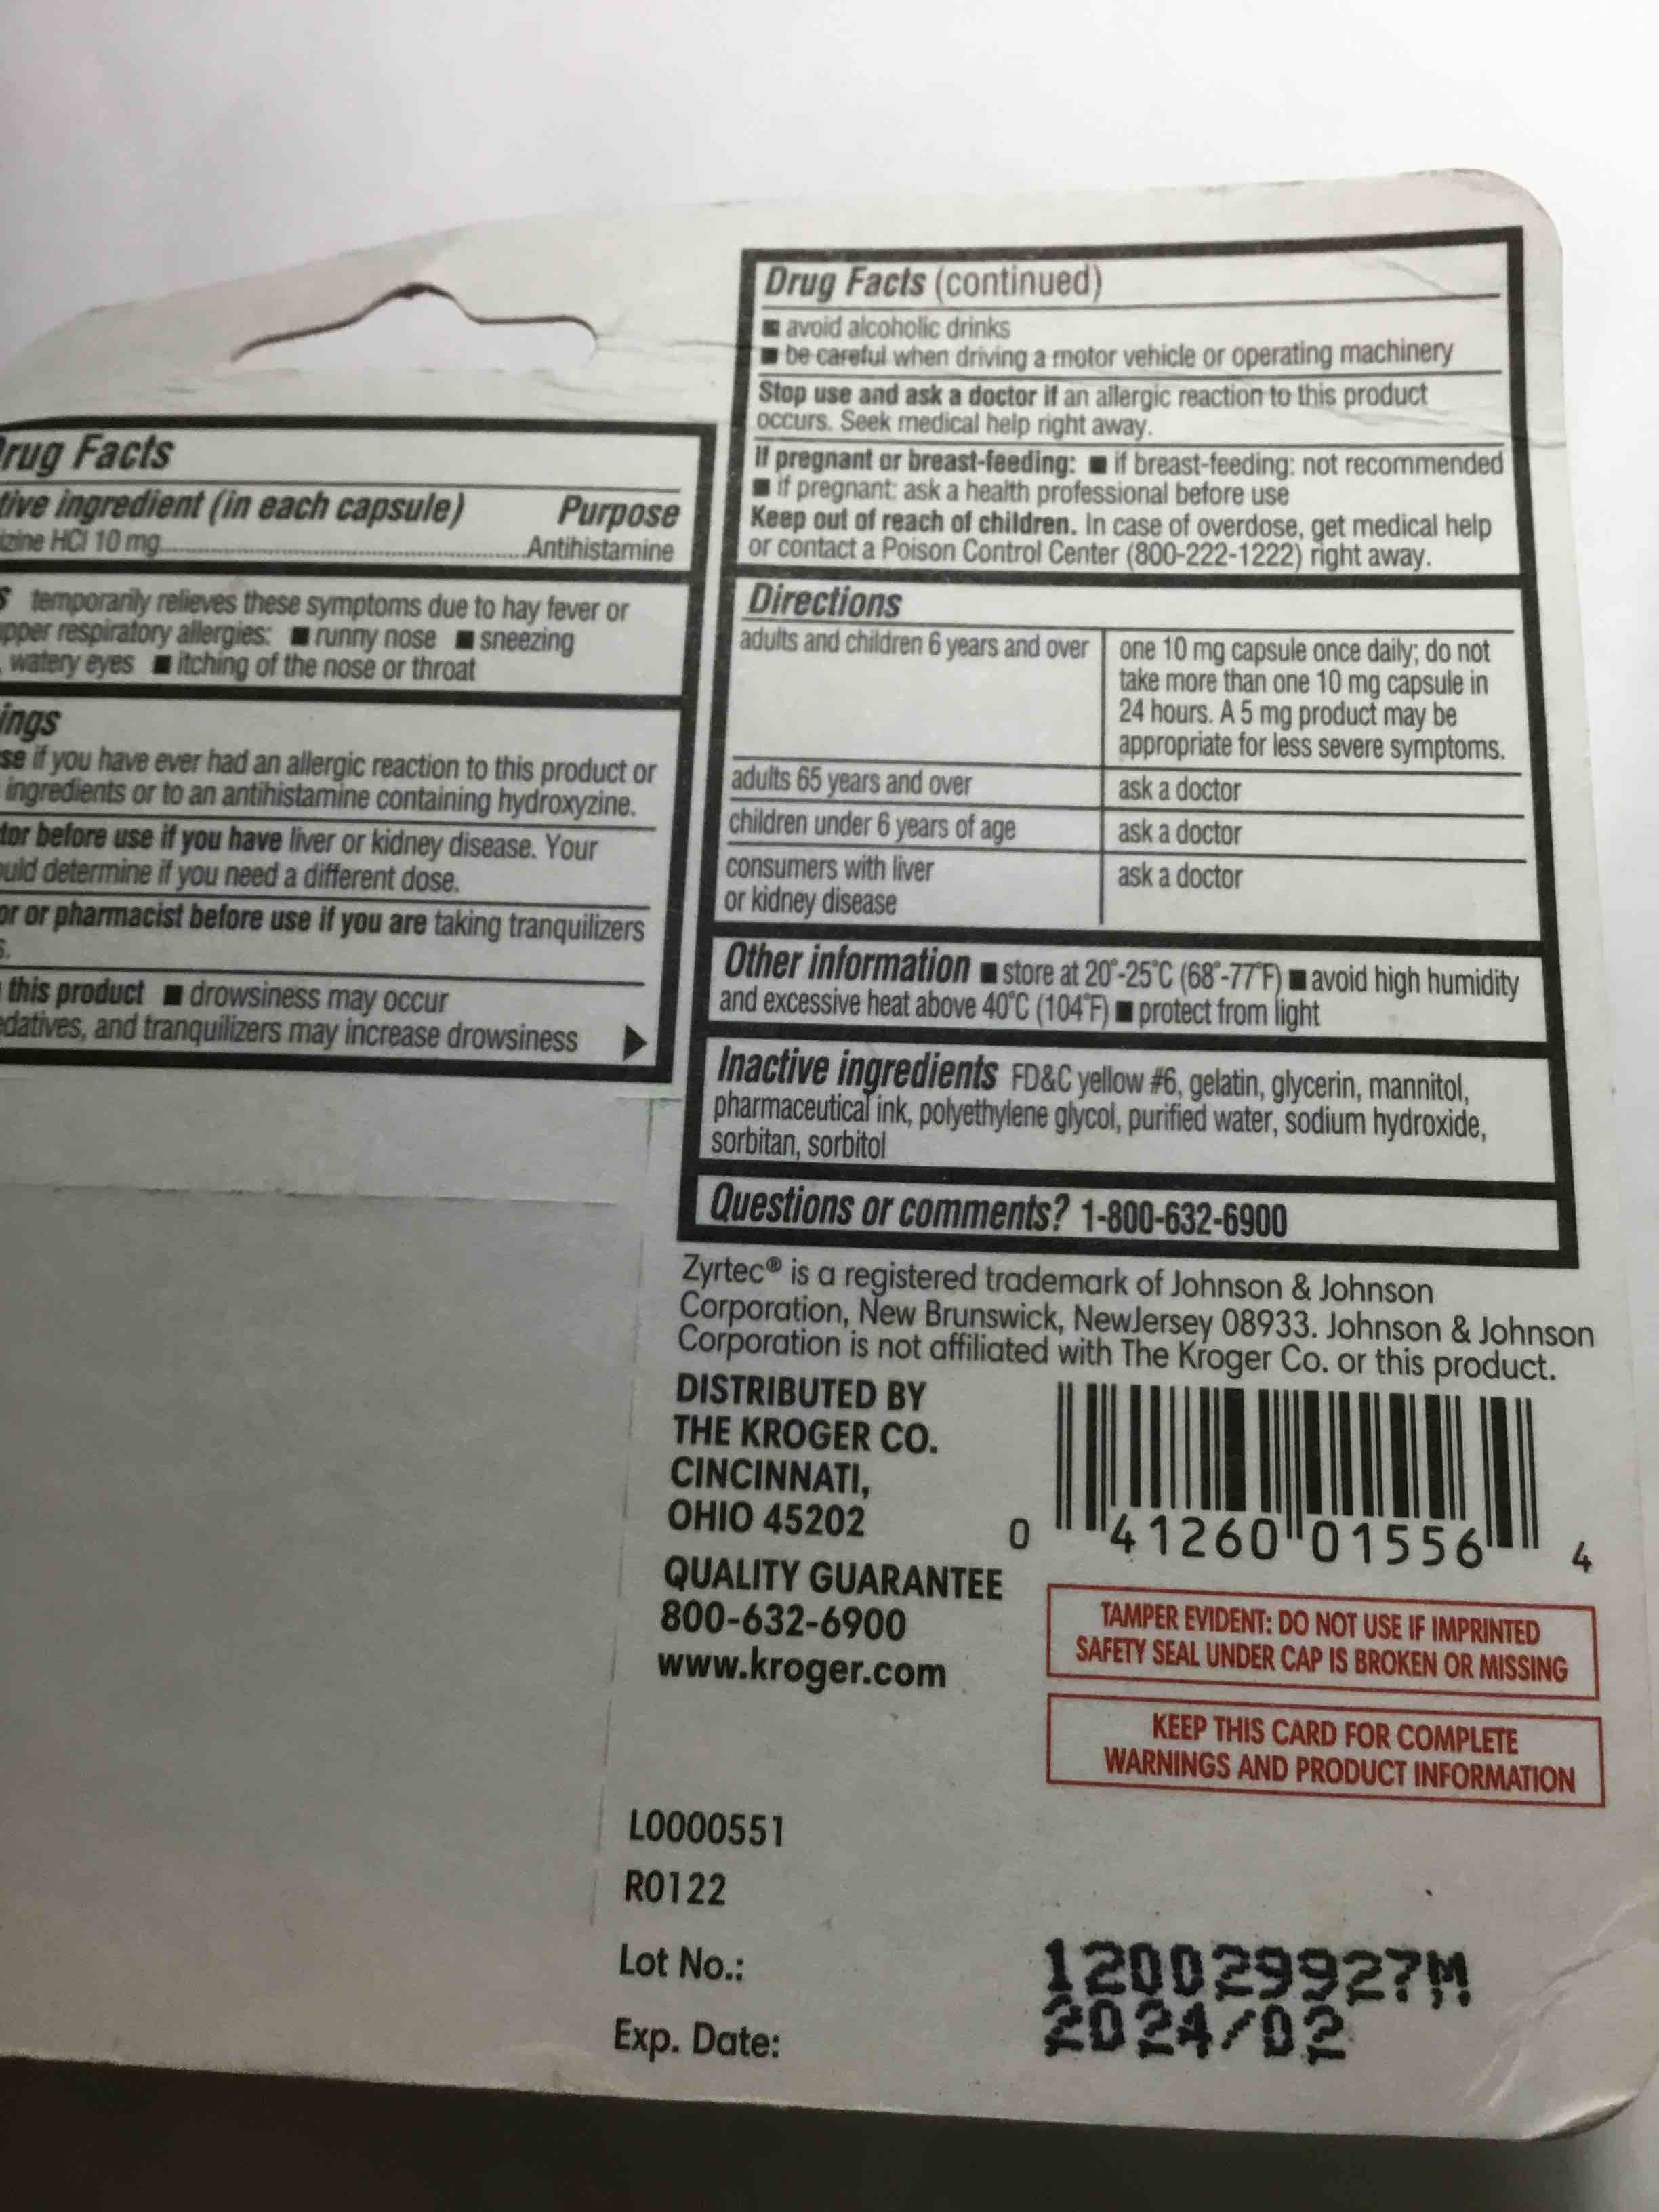 rug Facts
tive ingredient (in each capsule) Purpose
izine HCl 10 mg Antihistamine
temporarily relieves these symptoms due to hay fever or
pper respiratory allergies: ■ runny nose ■ sneezing
watery eyes ■ itching of the nose or throat
ings
se if you have ever had an allergic reaction to this product or
ingredients or to an antihistamine containing hydroxyzine.
tor before use if you have liver or kidney disease. Your
ould determine if you need a different dose.
or or pharmacist before use if you are taking tranquilizers
s.
this product ■ drowsiness may occur
edatives, and tranquilizers may increase drowsiness
Drug Facts (continued)
■ avoid alcoholic drinks
■ be careful when driving a motor vehicle or operating machinery
Stop use and ask a doctor if an allergic reaction to this product
occurs. Seek medical help right away.
If pregnant or breast-feeding: ■ if breast-feeding: not recommended
■ if pregnant: ask a health professional before use
Keep out of reach of children. In case of overdose, get medical help
or contact a Poison Control Center (800-222-1222) right away.
Directions
adults and children 6 years and over one 10 mg capsule once daily; do not
take more than one 10 mg capsule in
24 hours. A 5 mg product may be
appropriate for less severe symptoms.
adults 65 years and over ask a doctor
children under 6 years of age ask a doctor
consumers with liver ask a doctor
or kidney disease
Other information ■ store at 20°-25°C (68°-77°F) ■ avoid high humidity
and excessive heat above 40°C (104°F) ■ protect from light
Inactive ingredients FD&C yellow #6, gelatin, glycerin, mannitol,
pharmaceutical ink, polyethylene glycol, purified water, sodium hydroxide,
sorbitan, sorbitol
Questions or comments? 1-800-632-6900
Zyrtec® is a registered trademark of Johnson & Johnson
Corporation, New Brunswick, NewJersey 08933. Johnson & Johnson
Corporation is not affiliated with The Kroger Co. or this product.
DISTRIBUTED BY
THE KROGER CO.
CINCINNATI,
OHIO 45202
QUALITY GUARANTEE
800-632-6900
www.kroger.com
0 41260 01556 4
TAMPER EVIDENT: DO NOT USE IF IMPRINTED
SAFETY SEAL UNDER CAP IS BROKEN OR MISSING
KEEP THIS CARD FOR COMPLETE
WARNINGS AND PRODUCT INFORMATION
L0000551
R0122
Lot No.: 120029927M
Exp. Date: 2024/02